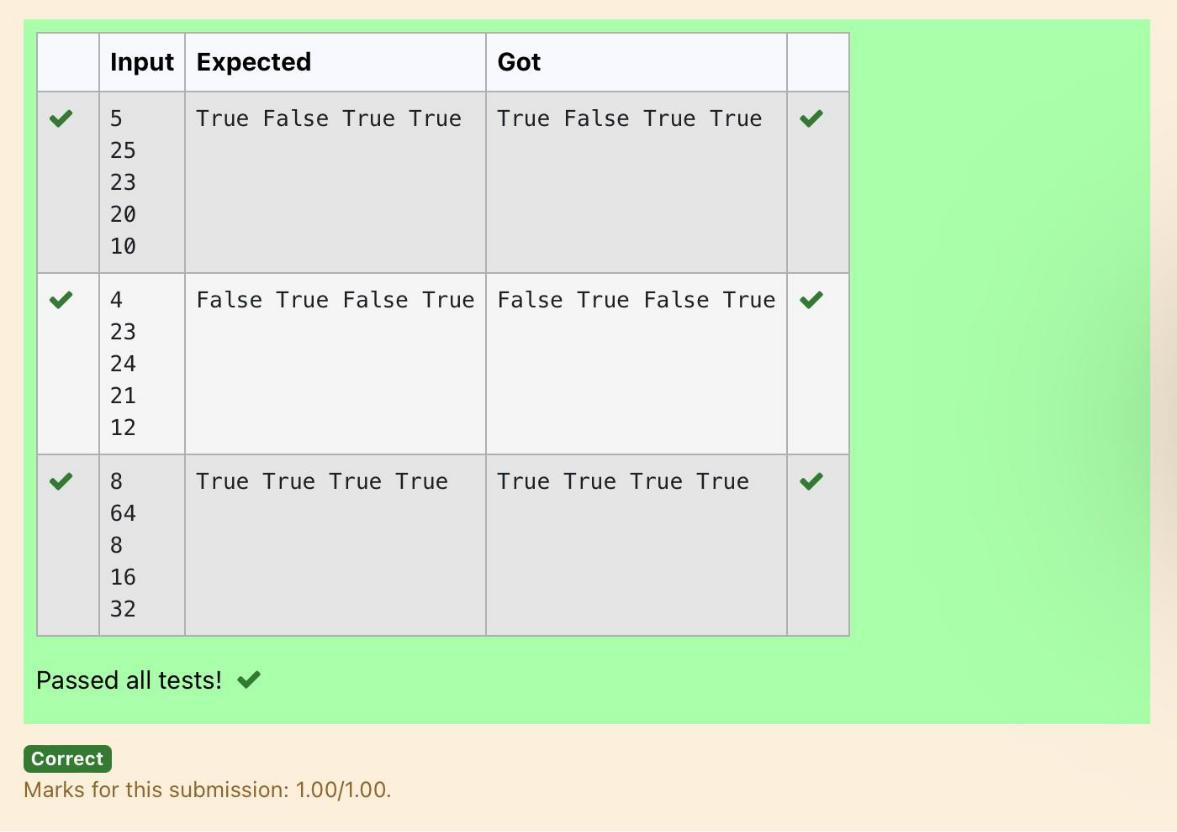 Input Expected Got
5 True False True True True False True True
25
23
20
10
4 False True False True False True False True
23
24
21
12
8 True True True True True True True True
64
8
16
32
Passed all tests!
Correct
Marks for this submission: 1.00/1.00.